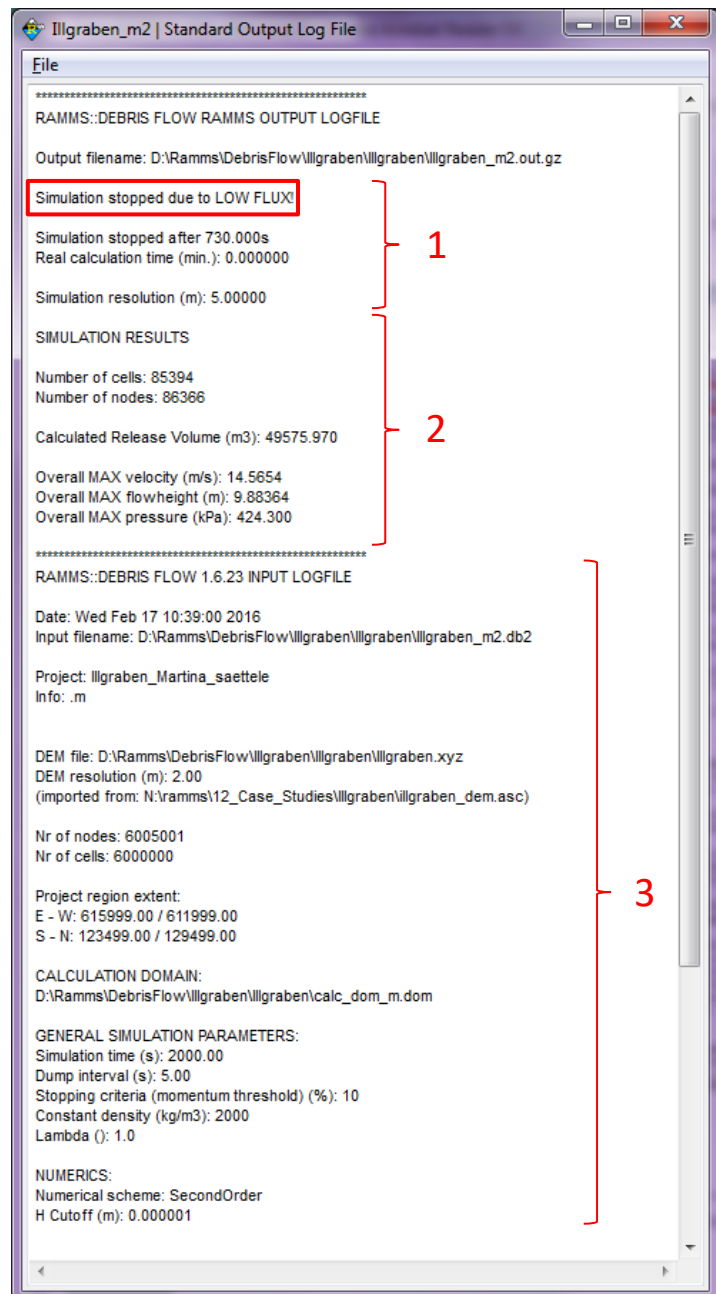 Illgraben_m2 | Standard Output Log File
File
************************************************************
RAMMS::DEBRIS FLOW RAMMS OUTPUT LOGFILE
Output filename: D:\Ramms\DebrisFlow\Illgraben\Illgraben\Illgraben_m2.out.gz
Simulation stopped due to LOW FLUX!
Simulation stopped after 730.000s
Real calculation time (min.): 0.000000
Simulation resolution (m): 5.00000
1
SIMULATION RESULTS
Number of cells: 85394
Number of nodes: 86366
Calculated Release Volume (m3): 49575.970
Overall MAX velocity (m/s): 14.5654
Overall MAX flowheight (m): 9.88364
Overall MAX pressure (kPa): 424.300
2
************************************************************
RAMMS::DEBRIS FLOW 1.6.23 INPUT LOGFILE
Date: Wed Feb 17 10:39:00 2016
Input filename: D:\Ramms\DebrisFlow\Illgraben\Illgraben\Illgraben_m2.db2
Project: Illgraben_Martina_saettele
Info: .m
DEM file: D:\Ramms\DebrisFlow\Illgraben\Illgraben\Illgraben.xyz
DEM resolution (m): 2.00
(imported from: N:\ramms\12_Case_Studies\Illgraben\illgraben_dem.asc)
Nr of nodes: 6005001
Nr of cells: 6000000
Project region extent:
E - W: 615999.00 / 611999.00
S - N: 123499.00 / 129499.00
CALCULATION DOMAIN:
D:\Ramms\DebrisFlow\Illgraben\Illgraben\calc_dom_m.dom
GENERAL SIMULATION PARAMETERS:
Simulation time (s): 2000.00
Dump interval (s): 5.00
Stopping criteria (momentum threshold) (%): 10
Constant density (kg/m3): 2000
Lambda (): 1.0
NUMERICS:
Numerical scheme: SecondOrder
H Cutoff (m): 0.000001
3